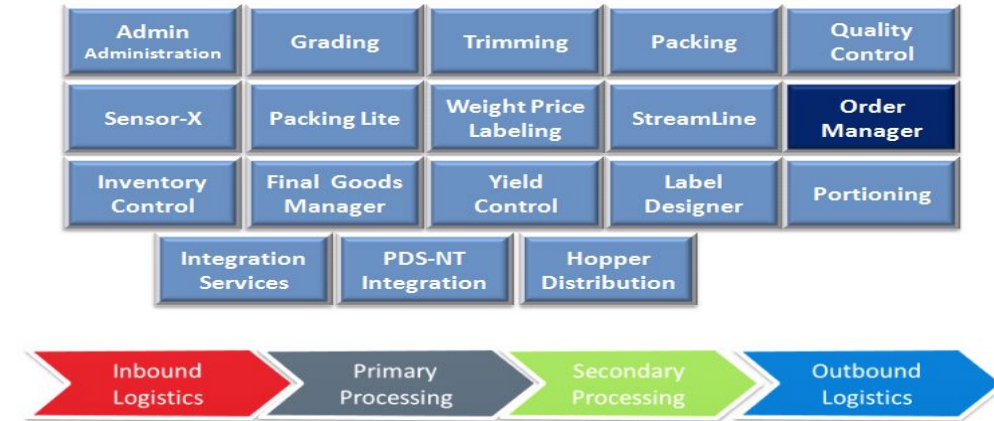 Admin
Administration
Grading
Trimming
Packing
Quality
Control
Sensor-X
Packing Lite
Weight Price
Labeling
StreamLine
Order
Manager
Inventory
Control
Final Goods
Manager
Yield
Control
Label
Designer
Portioning
Integration
Services
PDS-NT
Integration
Hopper
Distribution
Inbound
Logistics
Primary
Processing
Secondary
Processing
Outbound
Logistics